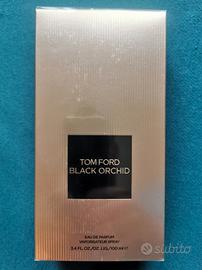 TOM FORD
BLACK ORCHID
EAU DE PARFUM
VAPORISATEUR SPRAY
3.4 FL.OZ./OZ. LIQ./100 ml ℮
subito